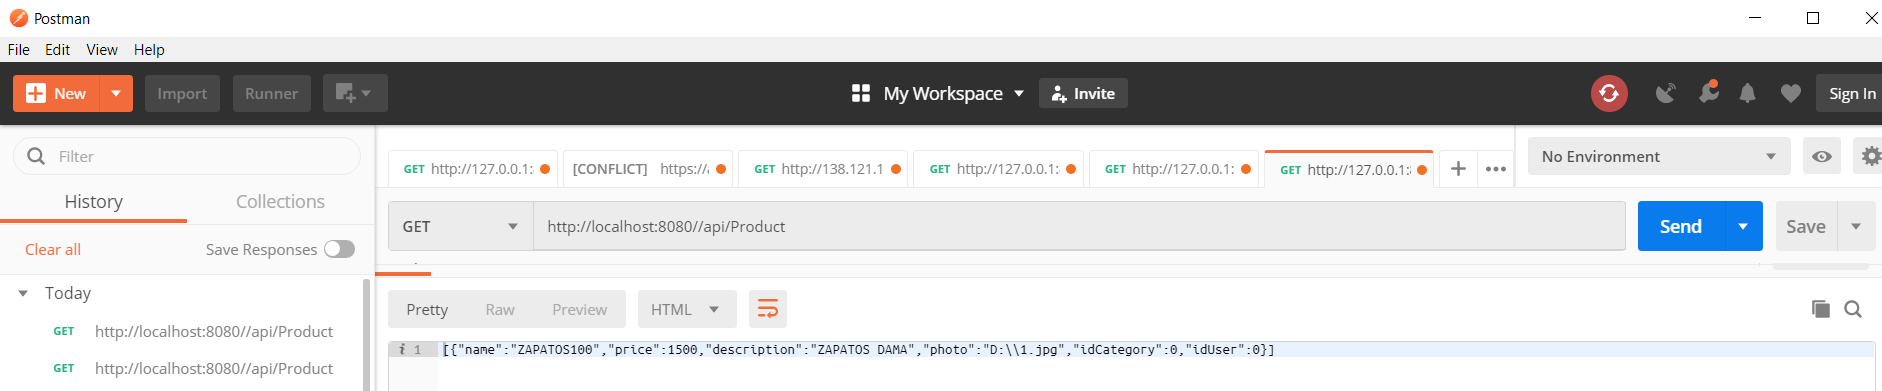 Postman
File Edit View Help
New Import Runner My Workspace Invite Sign In
Filter
History Collections
Clear all Save Responses
Today
GET http://localhost:8080//api/Product
GET http://localhost:8080//api/Product
GET http://127.0.0.1: [CONFLICT] https:// GET http://138.121.1 GET http://127.0.0.1: GET http://127.0.0.1: GET http://127.0.0.1: No Environment
GET http://localhost:8080//api/Product Send Save
Pretty Raw Preview HTML
i 1 [{"name":"ZAPATOS100","price":1500,"description":"ZAPATOS DAMA","photo":"D:\\1.jpg","idCategory":0,"idUser":0}]